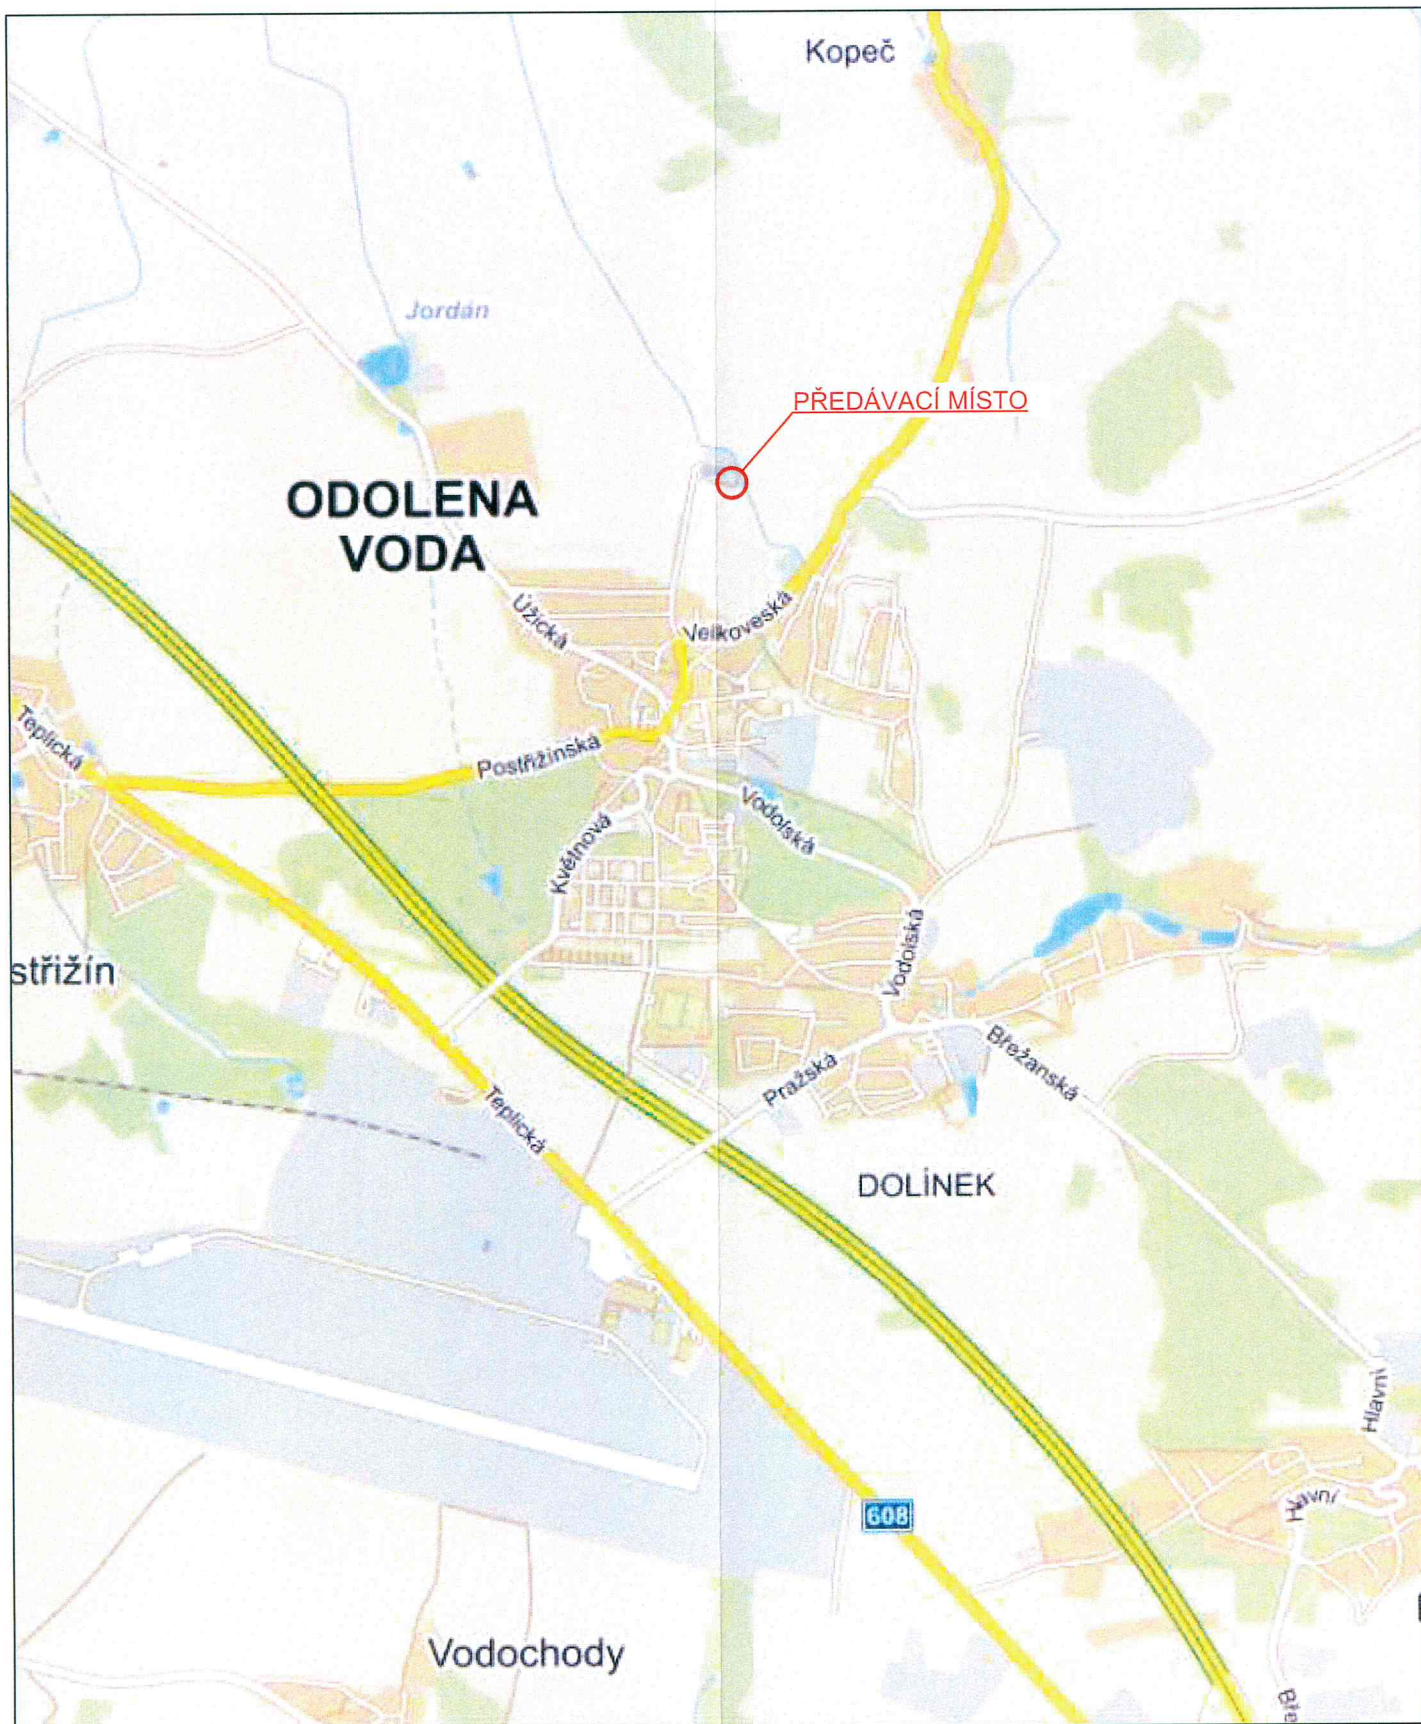 Kopeč
Jordán
PŘEDÁVACÍ MÍSTO
ODOLENA
VODA
Úžická
Velkoveská
Teplická
Postřižínská
Vodolská
Květnová
Vodolská
střižín
Břežanská
Pražská
Teplická
DOLÍNEK
Hlavní
Hlavní
608
Vodochody